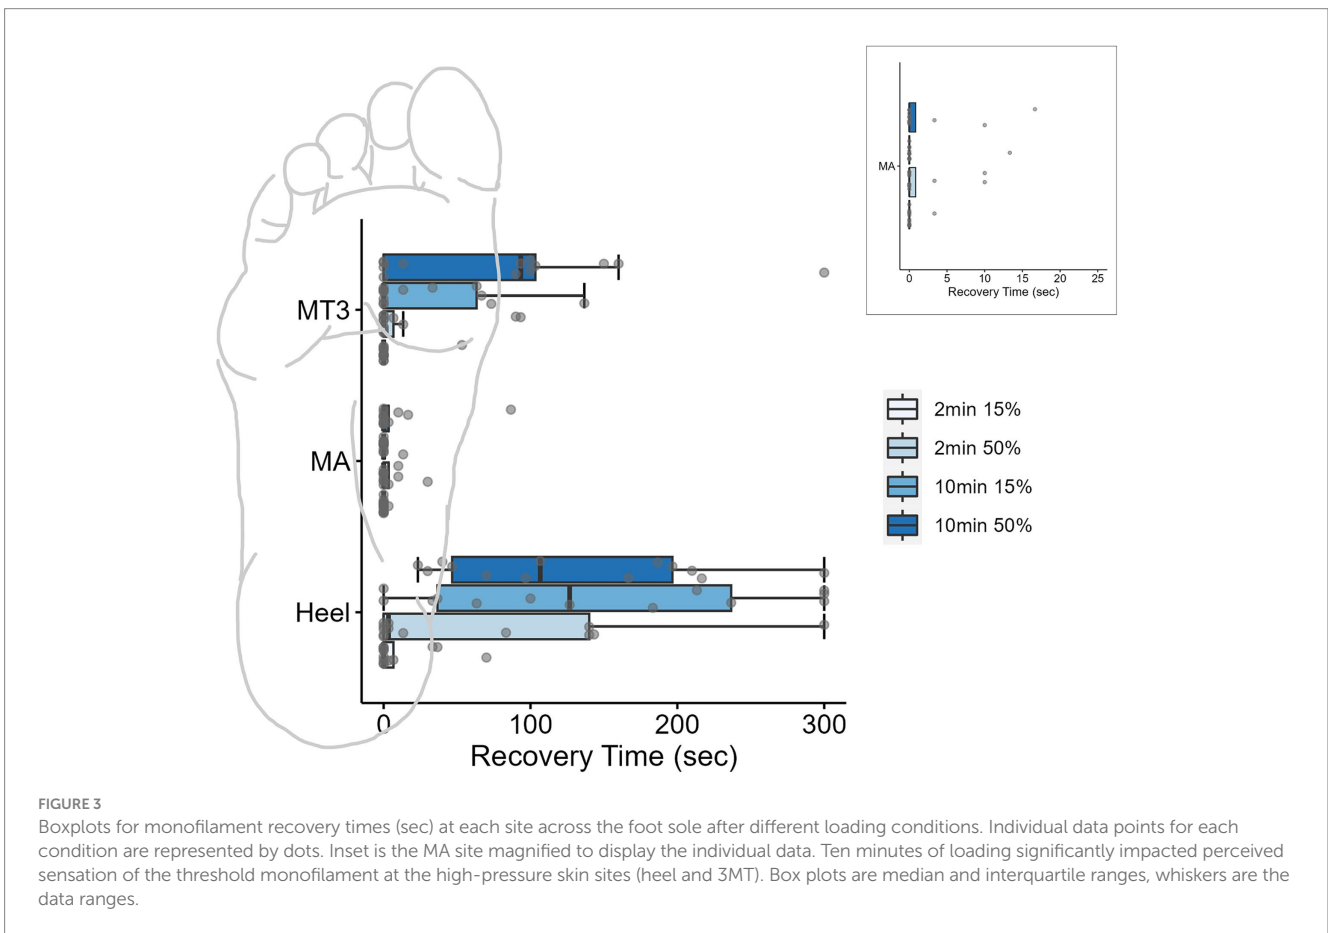 MA
0 5 10 15 20 25
Recovery Time (sec)
MT3
MA
Heel
0 100 200 300
Recovery Time (sec)
2min 15%
2min 50%
10min 15%
10min 50%
FIGURE 3
Boxplots for monofilament recovery times (sec) at each site across the foot sole after different loading conditions. Individual data points for each
condition are represented by dots. Inset is the MA site magnified to display the individual data. Ten minutes of loading significantly impacted perceived
sensation of the threshold monofilament at the high-pressure skin sites (heel and 3MT). Box plots are median and interquartile ranges, whiskers are the
data ranges.